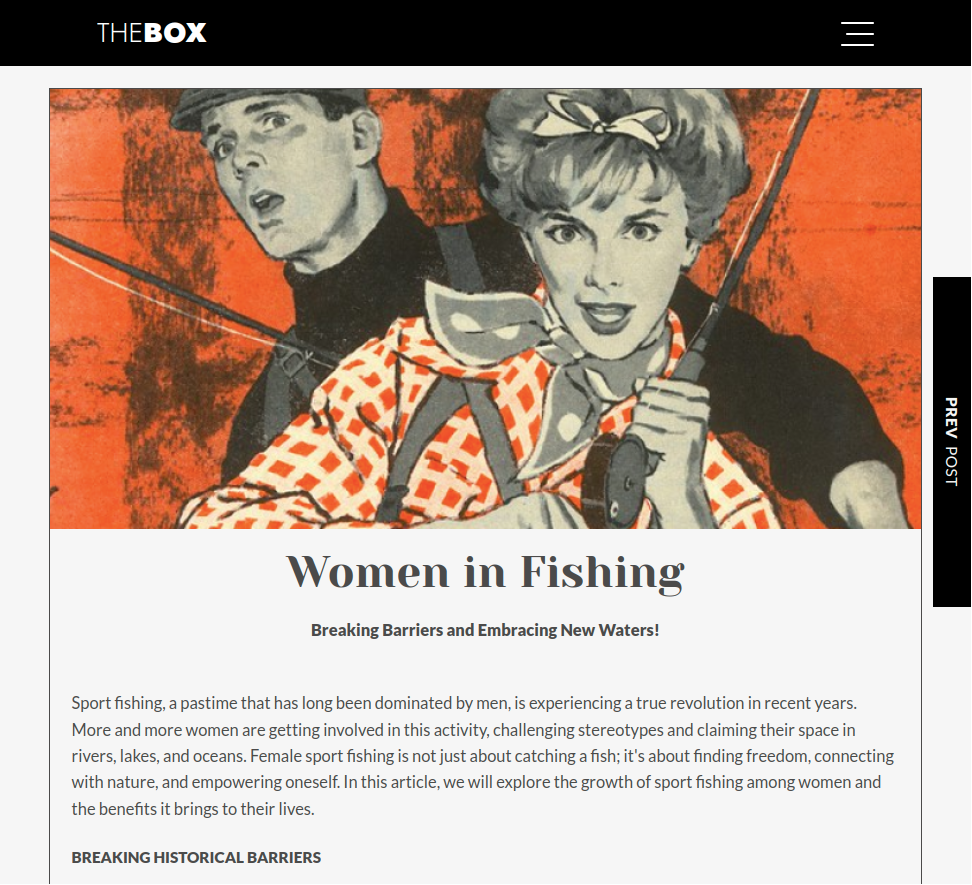 THEBOX
PREV POST
Women in Fishing
Breaking Barriers and Embracing New Waters!
Sport fishing, a pastime that has long been dominated by men, is experiencing a true revolution in recent years.
More and more women are getting involved in this activity, challenging stereotypes and claiming their space in
rivers, lakes, and oceans. Female sport fishing is not just about catching a fish; it's about finding freedom, connecting
with nature, and empowering oneself. In this article, we will explore the growth of sport fishing among women and
the benefits it brings to their lives.
BREAKING HISTORICAL BARRIERS